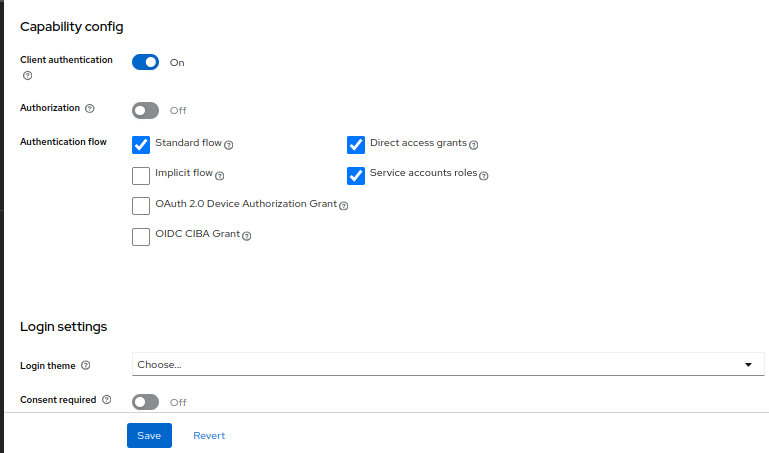 Capability config
Client authentication
On
Authorization
Off
Authentication flow
Standard flow
Direct access grants
Implicit flow
Service accounts roles
OAuth 2.0 Device Authorization Grant
OIDC CIBA Grant
Login settings
Login theme
Choose...
Consent required
Off
Save
Revert